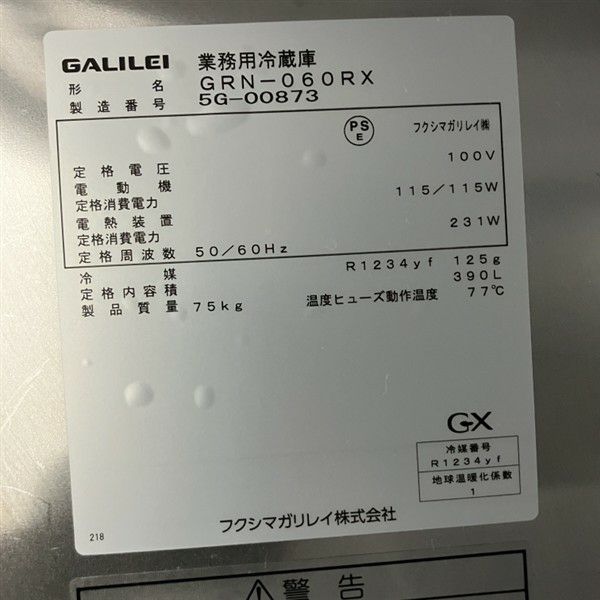 GALILEI 業務用冷蔵庫
形名 GRN-060RX
製造番号 5G-00873
PS E フクシマガリレイ㈱
定格電圧 100V
電動機
定格消費電力 115/115W
電熱装置
定格消費電力 231W
定格周波数 50/60Hz
冷媒 R1234yf 125g
定格内容積 390L
製品質量 75kg 温度ヒューズ動作温度 77℃
GX
冷媒番号
R1234yf
地球温暖化係数
1
フクシマガリレイ株式会社
218
⚠警告